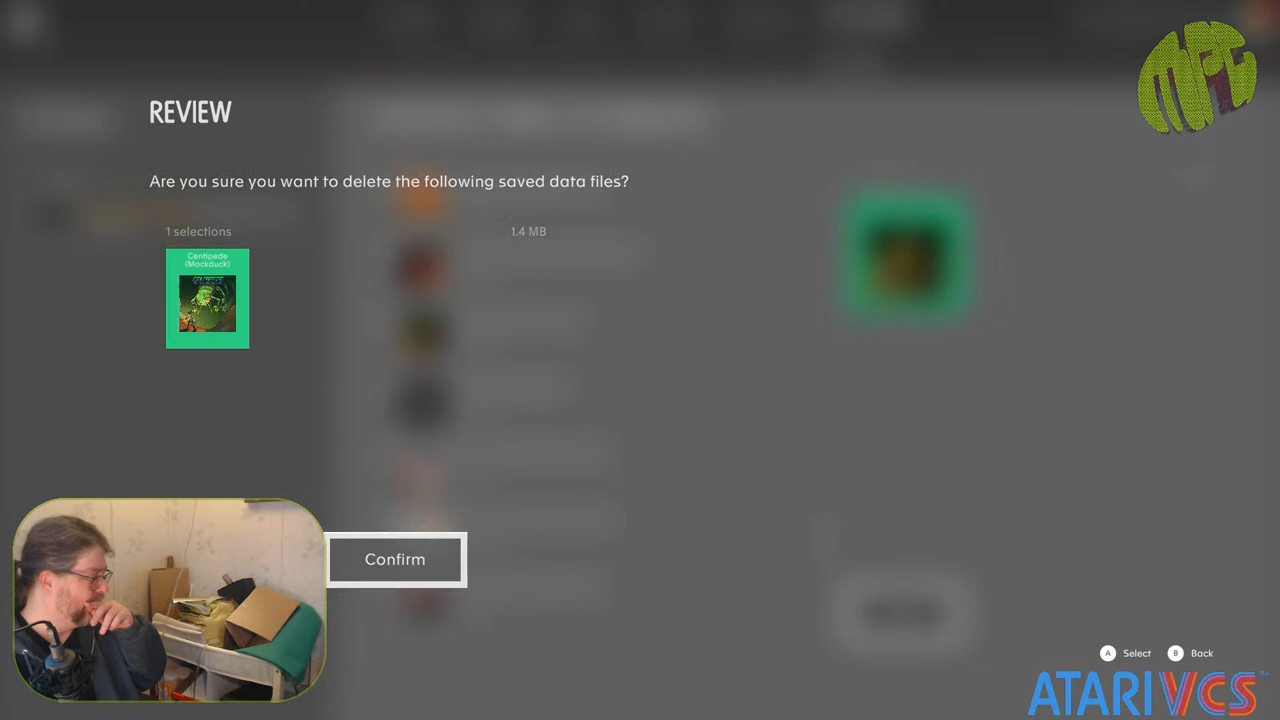 MPG
REVIEW
Are you sure you want to delete the following saved data files?
1 selections
1.4 MB
Centipede
(Mockduck)
Confirm
A Select
B Back
ATARI VCS